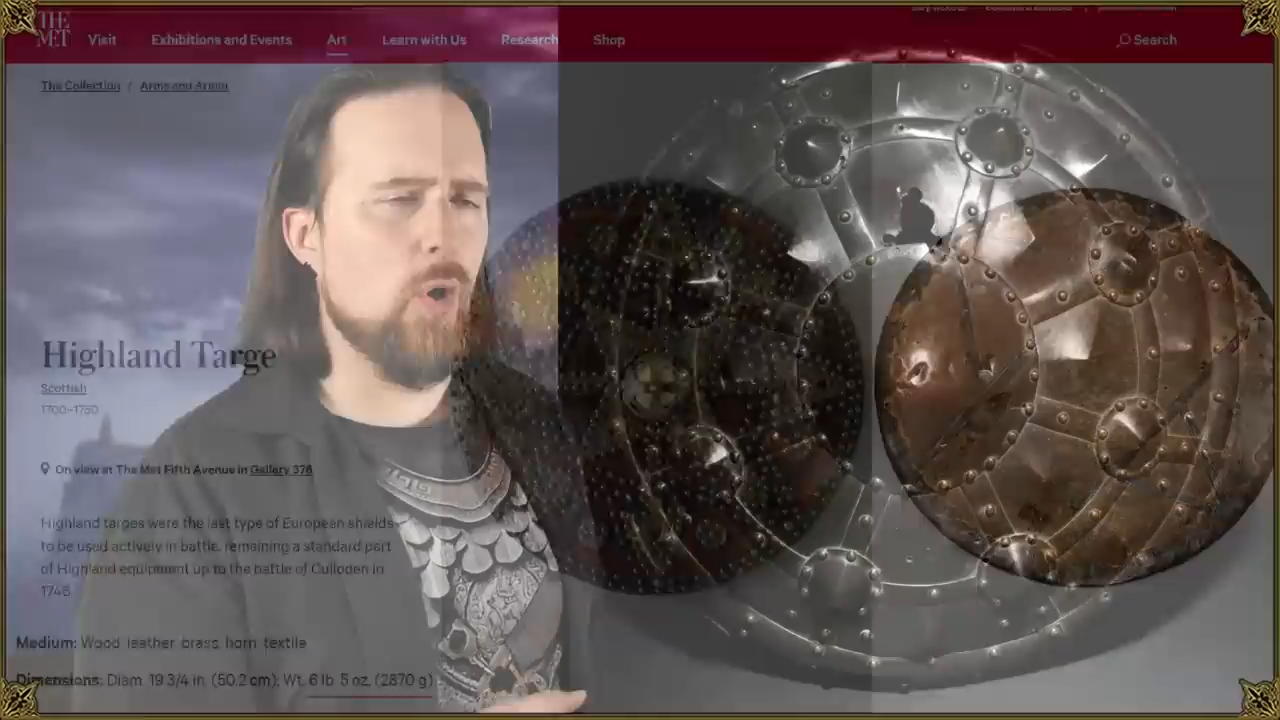 THE
MET
Visit Exhibitions and Events Art Learn with Us Research Shop Search
The Collection / Arms and Armor
Highland Targe
Scottish
1700–1750
On view at The Met Fifth Avenue in Gallery 376
Highland targes were the last type of European shields
to be used actively in battle, remaining a standard part
of Highland equipment up to the battle of Culloden in
1746.
Medium: Wood, leather, brass, horn, textile
Dimensions: Diam. 19 3/4 in. (50.2 cm); Wt. 6 lb. 5 oz. (2870 g)